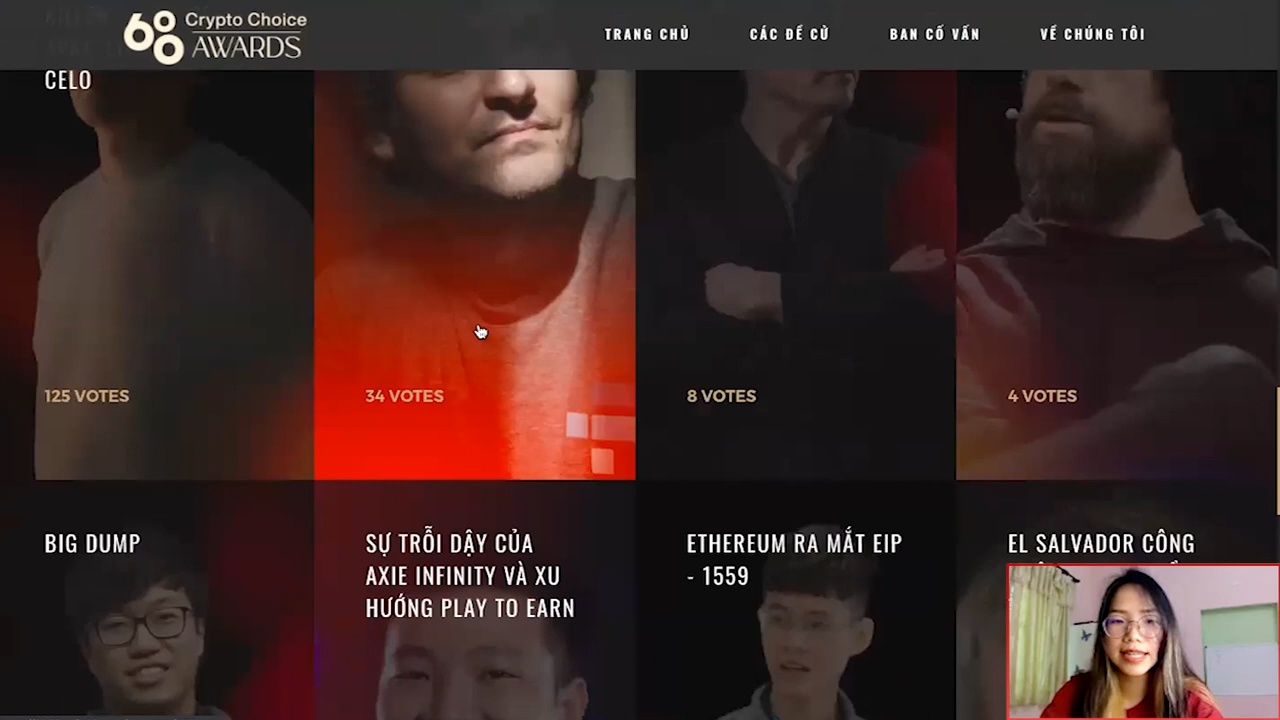 68 Crypto Choice
AWARDS
TRANG CHỦ
CÁC ĐỀ CỬ
BAN CỐ VẤN
VỀ CHÚNG TÔI
CELO
125 VOTES
34 VOTES
8 VOTES
4 VOTES
BIG DUMP
SỰ TRỖI DẬY CỦA
AXIE INFINITY VÀ XU
HƯỚNG PLAY TO EARN
ETHEREUM RA MẮT EIP
- 1559
EL SALVADOR CÔNG